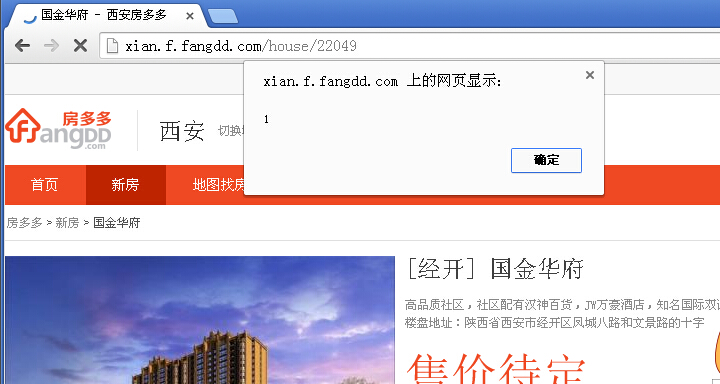 国金华府 - 西安房多多
xian.f.fangdd.com/house/22049
xian.f.fangdd.com 上的网页显示:
1
确定
房多多
FangDD
.com
西安 切换城
首页 新房 地图找房
房多多 > 新房 > 国金华府
[经开] 国金华府
高品质社区，社区配有汉神百货，JW万豪酒店，知名国际双语
楼盘地址：陕西省西安市经开区凤城八路和文景路的十字
售价待定